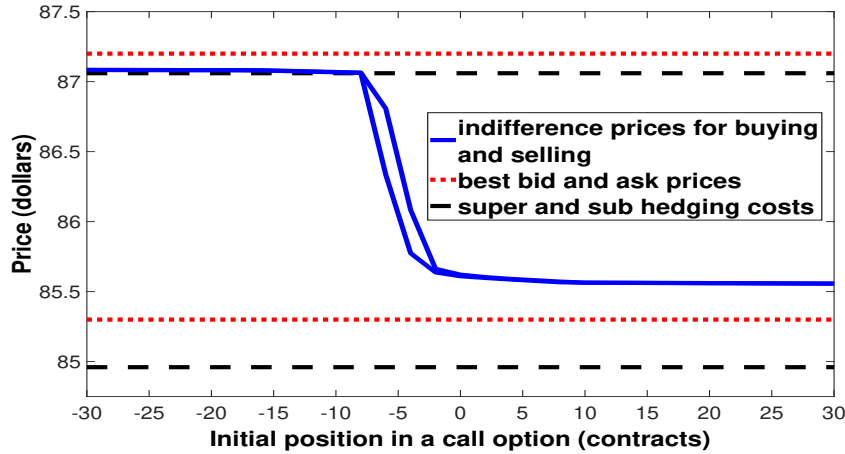 87.5
87
86.5
86
85.5
85
Price (dollars)
indifference prices for buying
and selling
best bid and ask prices
super and sub hedging costs
-30 -25 -20 -15 -10 -5 0 5 10 15 20 25 30
Initial position in a call option (contracts)